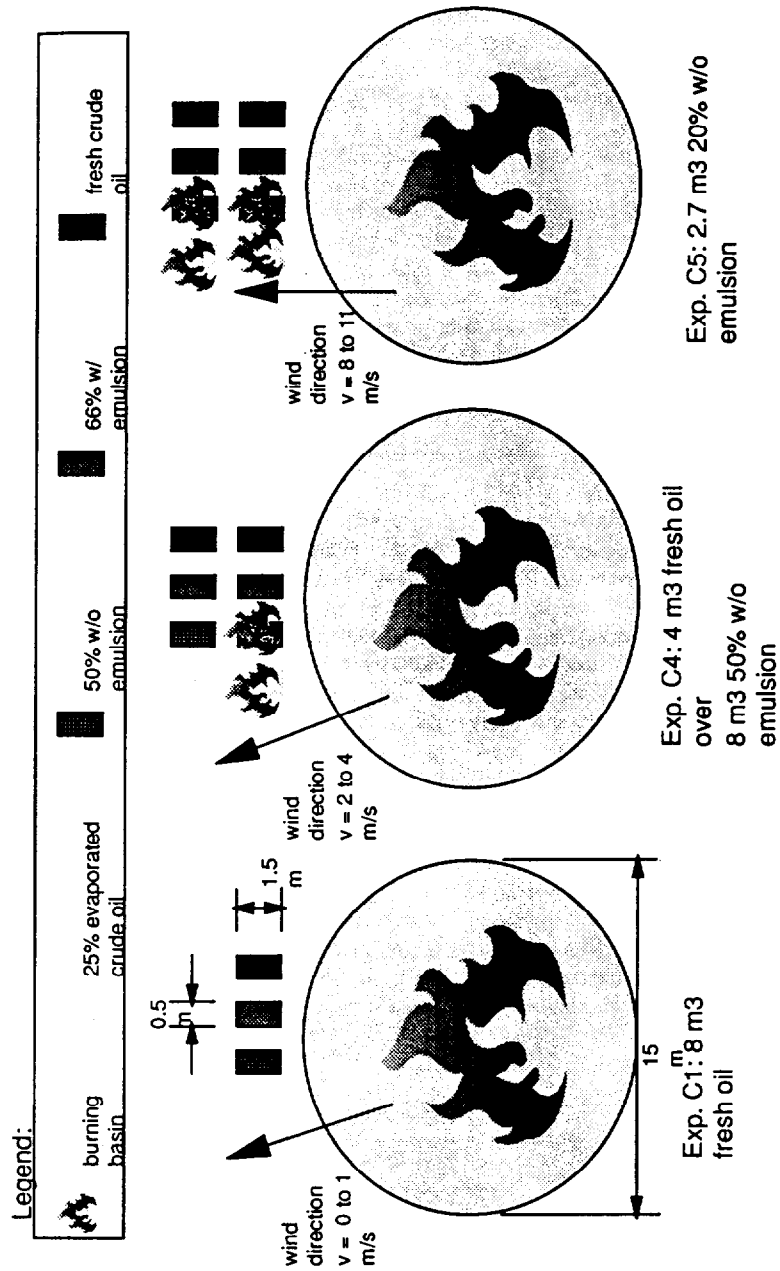 Legend:
burning
basin
25% evaporated
crude oil
50% w/o
emulsion
66% w/
emulsion
fresh crude
oil
0.5
m
1.5
m
wind
direction
v = 0 to 1
m/s
15
m
Exp. C1: 8 m3
fresh oil
wind
direction
v = 2 to 4
m/s
Exp. C4: 4 m3 fresh oil
over
8 m3 50% w/o
emulsion
wind
direction
v = 8 to 11
m/s
Exp. C5: 2.7 m3 20% w/o
emulsion